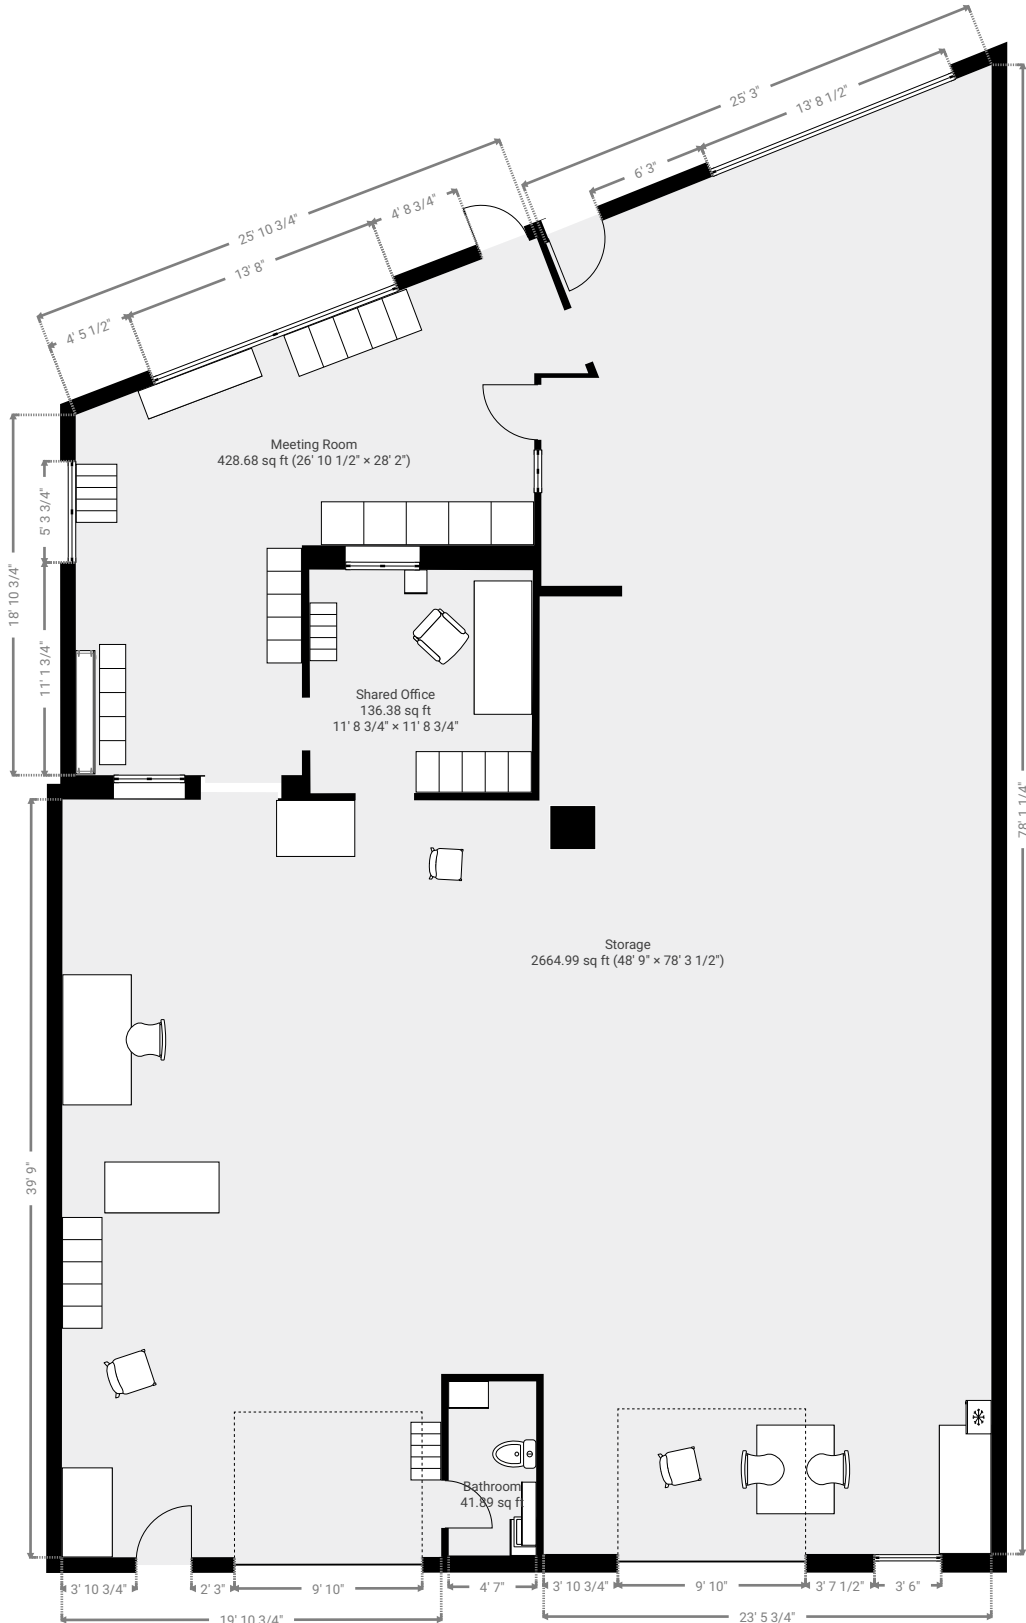 25' 3"
13' 8 1/2"
6' 3"
25' 10 3/4"
4' 8 3/4"
13' 8"
4' 5 1/2"
Meeting Room
428.68 sq ft (26' 10 1/2" × 28' 2")
5' 3 3/4"
18' 10 3/4"
11' 1 3/4"
Shared Office
136.38 sq ft
11' 8 3/4" × 11' 8 3/4"
78' 1 1/4"
Storage
2664.99 sq ft (48' 9" × 78' 3 1/2")
39' 9"
Bathroom
41.89 sq ft
3' 10 3/4"
2' 3"
9' 10"
4' 7"
3' 10 3/4"
9' 10"
3' 7 1/2"
3' 6"
19' 10 3/4"
23' 5 3/4"